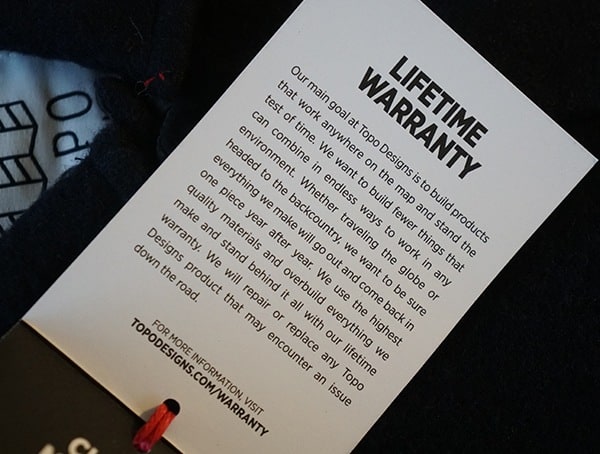 LIFETIME
WARRANTY
Our main goal at Topo Designs is to build products
that work anywhere on the map and stand the
test of time. We want to build fewer things that
can combine in endless ways to work in any
environment. Whether traveling the globe or
headed to the backcountry, we want to be sure
everything we make will go out and come back in
one piece year after year. We use the highest
quality materials and overbuild everything we
make and stand behind it all with our lifetime
warranty. We will repair or replace any Topo
Designs product that may encounter an issue
down the road.
FOR MORE INFORMATION, VISIT
TOPODESIGNS.COM/WARRANTY